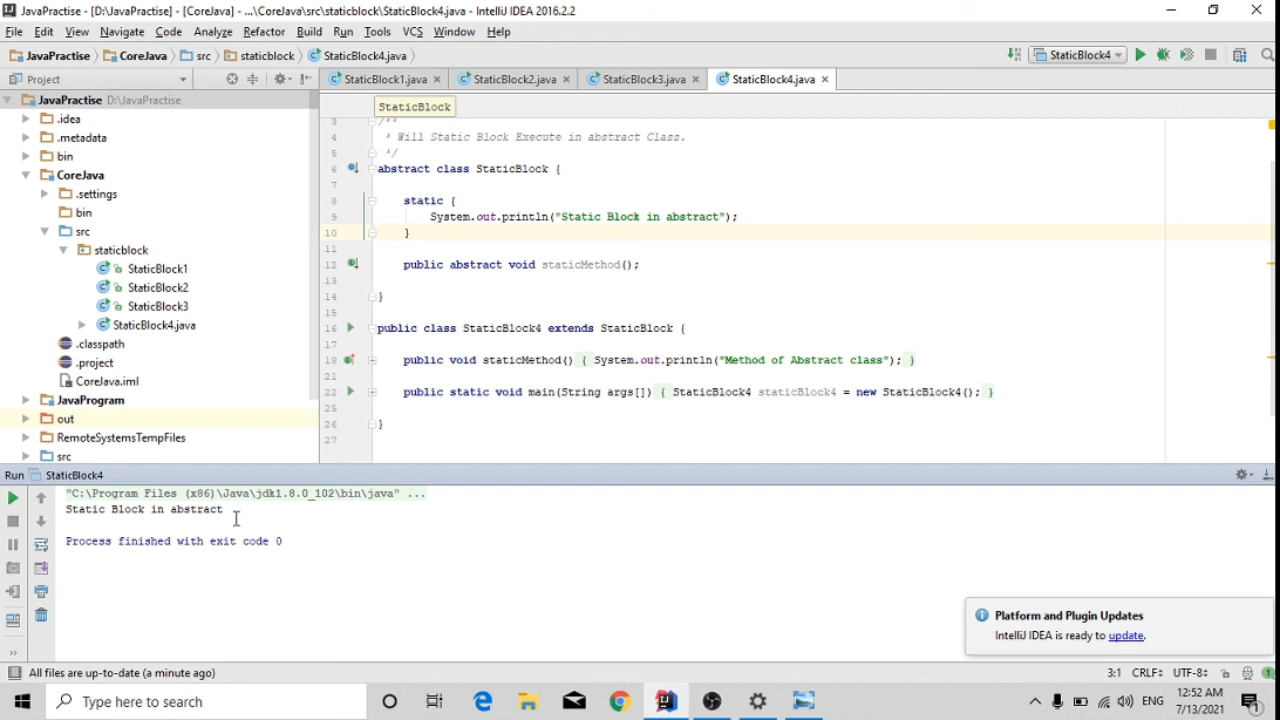 JavaPractise - [D:\JavaPractise] - [CoreJava] - ...\CoreJava\src\staticblock\StaticBlock4.java - IntelliJ IDEA 2016.2.2
File Edit View Navigate Code Analyze Refactor Build Run Tools VCS Window Help
JavaPractise CoreJava src staticblock StaticBlock4.java StaticBlock4
Project StaticBlock1.java StaticBlock2.java StaticBlock3.java StaticBlock4.java
JavaPractise D:\JavaPractise
StaticBlock
.idea
3 /**
.metadata
4 * Will Static Block Execute in abstract Class.
bin
5 */
CoreJava
6 abstract class StaticBlock {
.settings
7
8 static {
bin
9 System.out.println("Static Block in abstract");
src
10 }
staticblock
11
12 public abstract void staticMethod();
StaticBlock1
13
StaticBlock2
14 }
StaticBlock3
StaticBlock4.java
16 public class StaticBlock4 extends StaticBlock {
.classpath
17
.project
18 public void staticMethod() { System.out.println("Method of Abstract class"); }
CoreJava.iml
21
JavaProgram
22 public static void main(String args[]) { StaticBlock4 staticBlock4 = new StaticBlock4(); }
out
25
26 }
RemoteSystemsTempFiles
27
src
Run StaticBlock4
"C:\Program Files (x86)\Java\jdk1.8.0_102\bin\java" ...
Static Block in abstract
Process finished with exit code 0
Platform and Plugin Updates
IntelliJ IDEA is ready to update.
All files are up-to-date (a minute ago) 3:1 CRLF÷ UTF-8÷ 1
Type here to search ENG 12:52 AM
7/13/2021 1